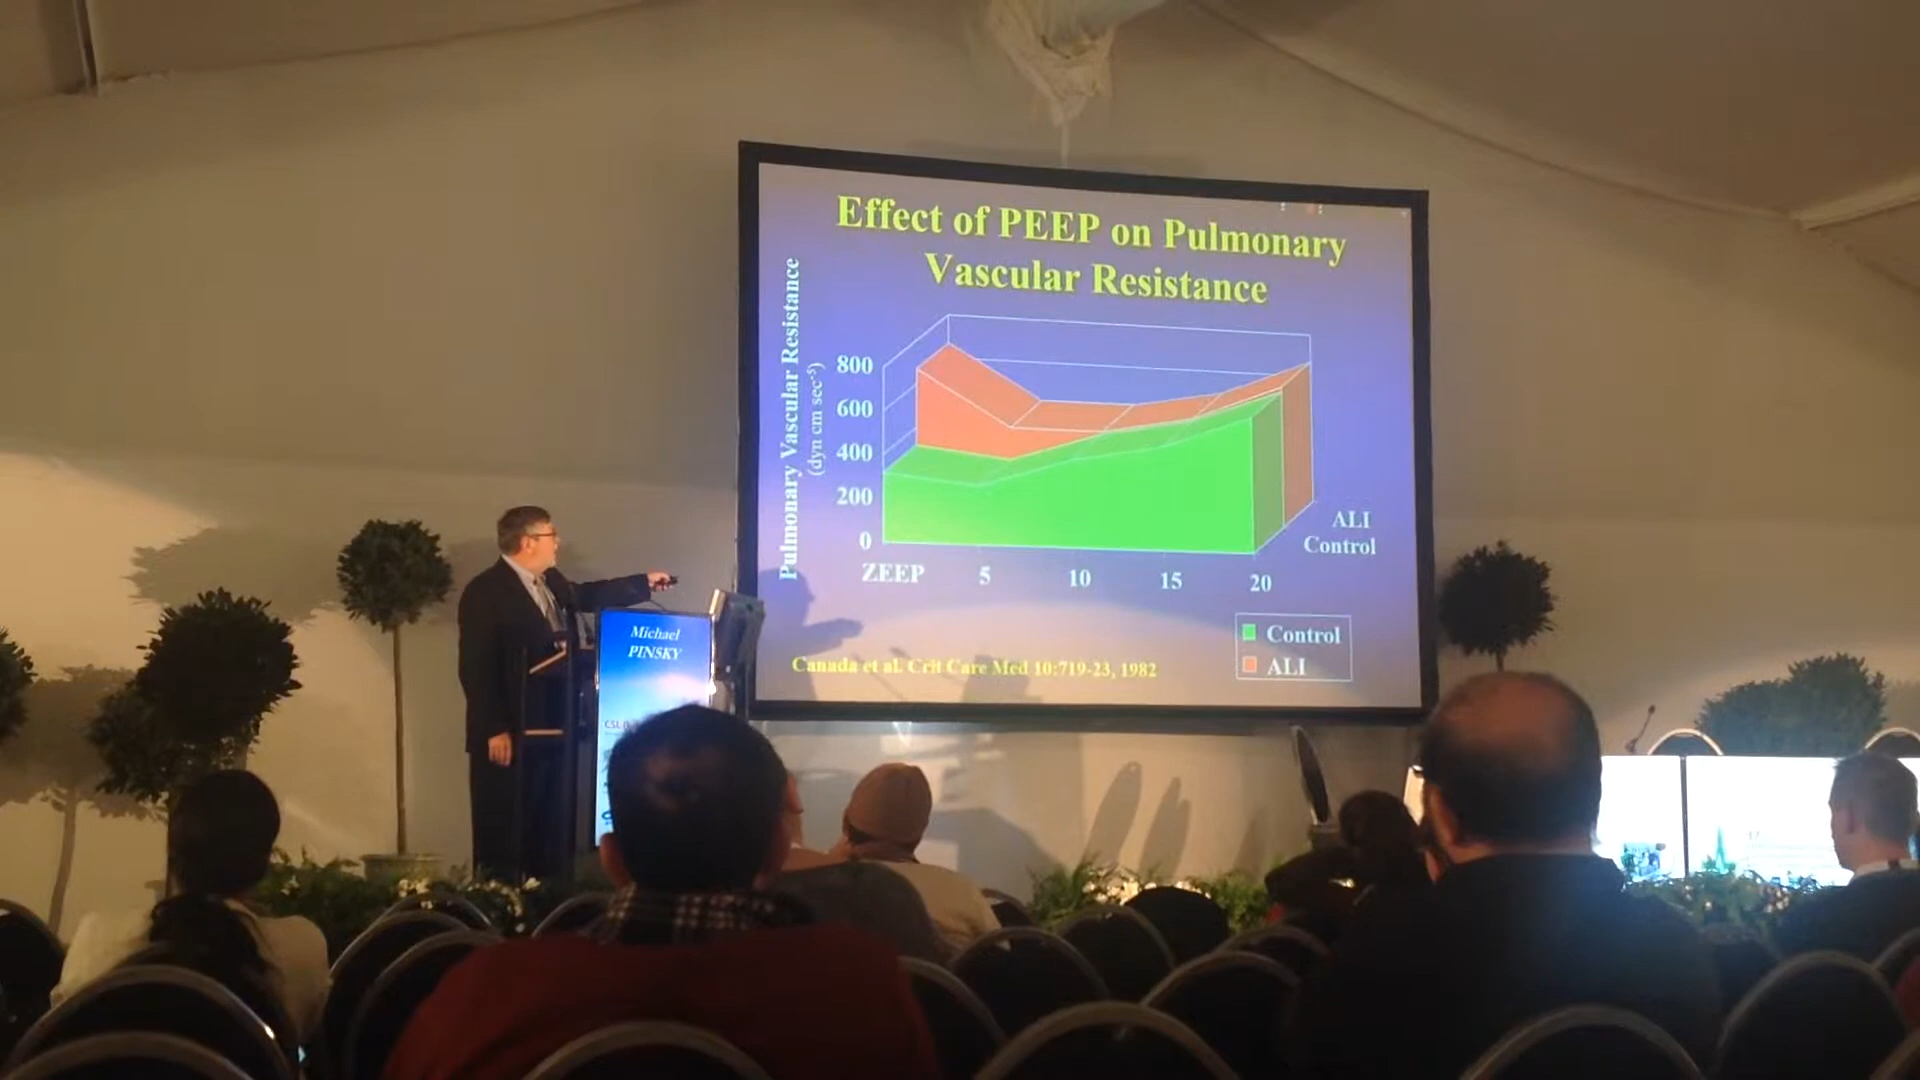 Effect of PEEP on Pulmonary
Vascular Resistance
Pulmonary Vascular Resistance
(dyn cm sec⁻⁵)
800
600
400
200
0
ZEEP 5 10 15 20
ALI
Control
Control
ALI
Canada et al. Crit Care Med 10:719-23, 1982
Michael
PINSKY